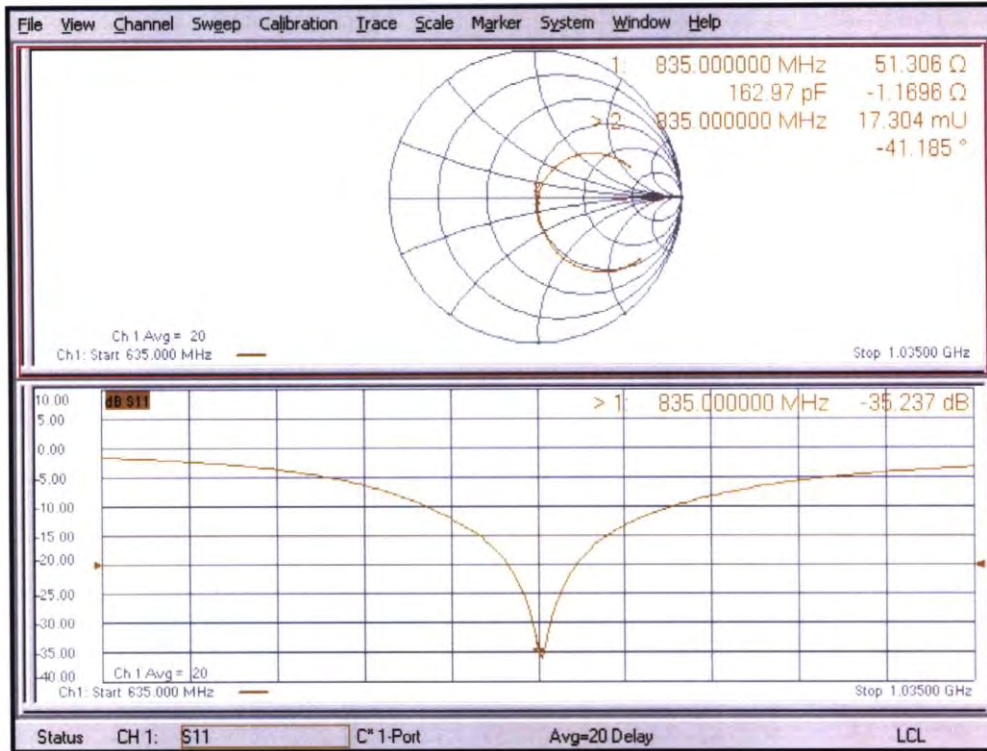 File View Channel Sweep Calibration Trace Scale Marker System Window Help
1: 835.000000 MHz 51.306 Ω
162.97 pF -1.1696 Ω
> 2 835.000000 MHz 17.304 mU
-41.185 °
Ch 1 Avg = 20
Ch1: Start 635.000 MHz
Stop 1.03500 GHz
10.00
dB S11
> 1: 835.000000 MHz -35.237 dB
5.00
0.00
-5.00
-10.00
-15.00
-20.00
-25.00
-30.00
-35.00
-40.00
Ch 1 Avg = 20
Ch1: Start 635.000 MHz
Stop 1.03500 GHz
Status CH 1: S11 C* 1-Port Avg=20 Delay LCL